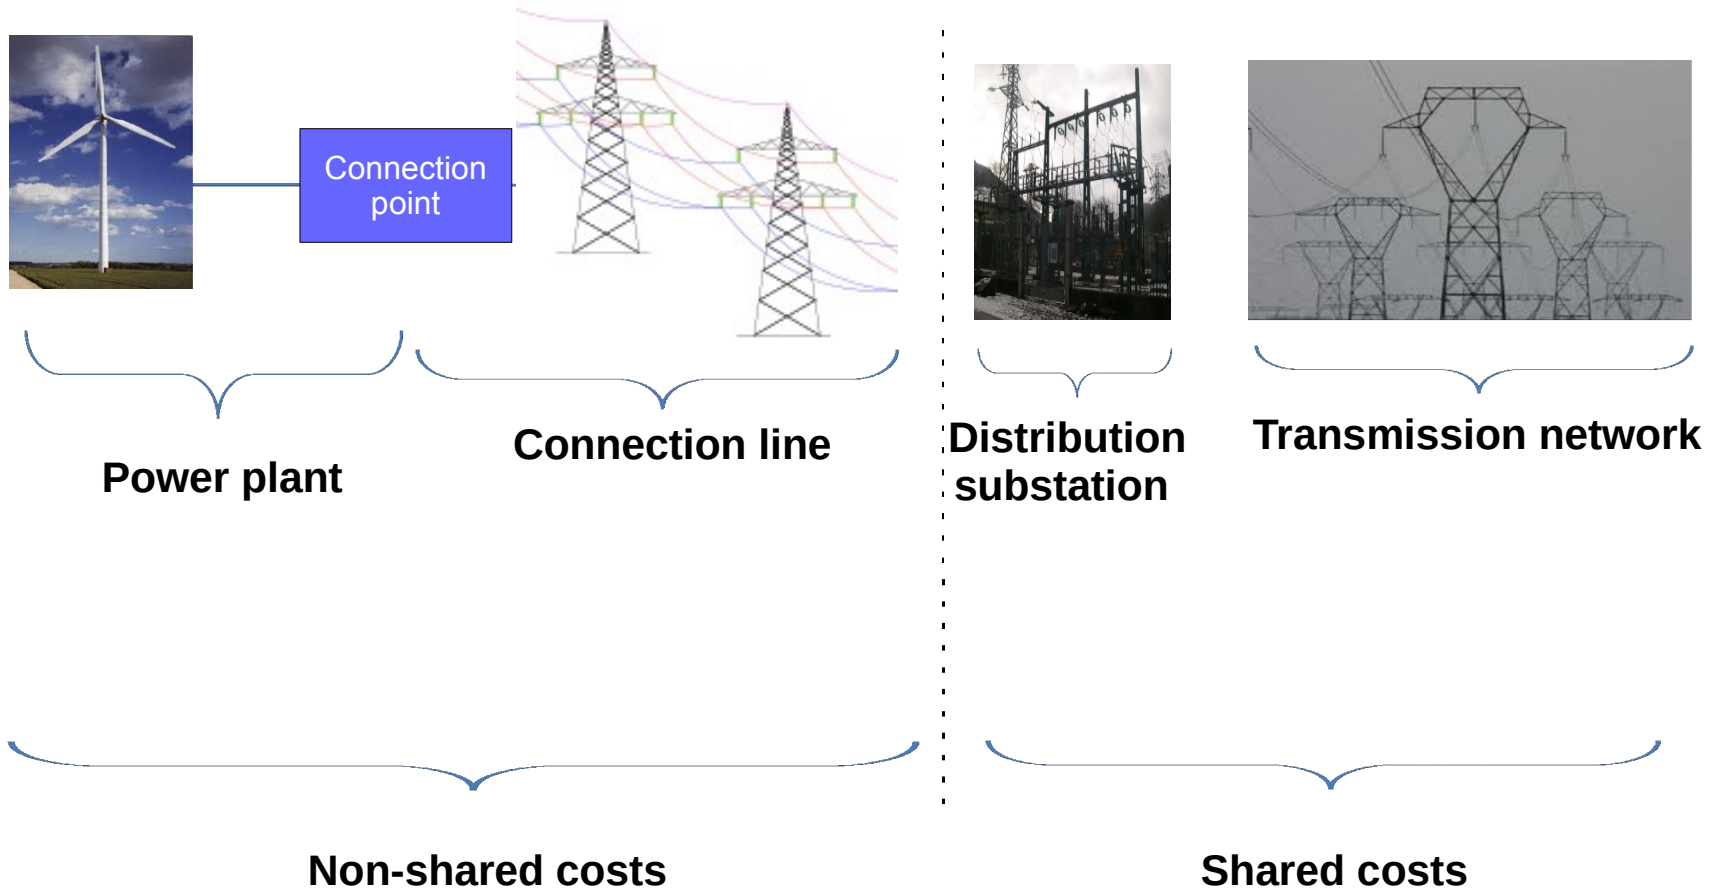 Connection
point
Connection line
Distribution
substation
Transmission network
Power plant
Non-shared costs
Shared costs